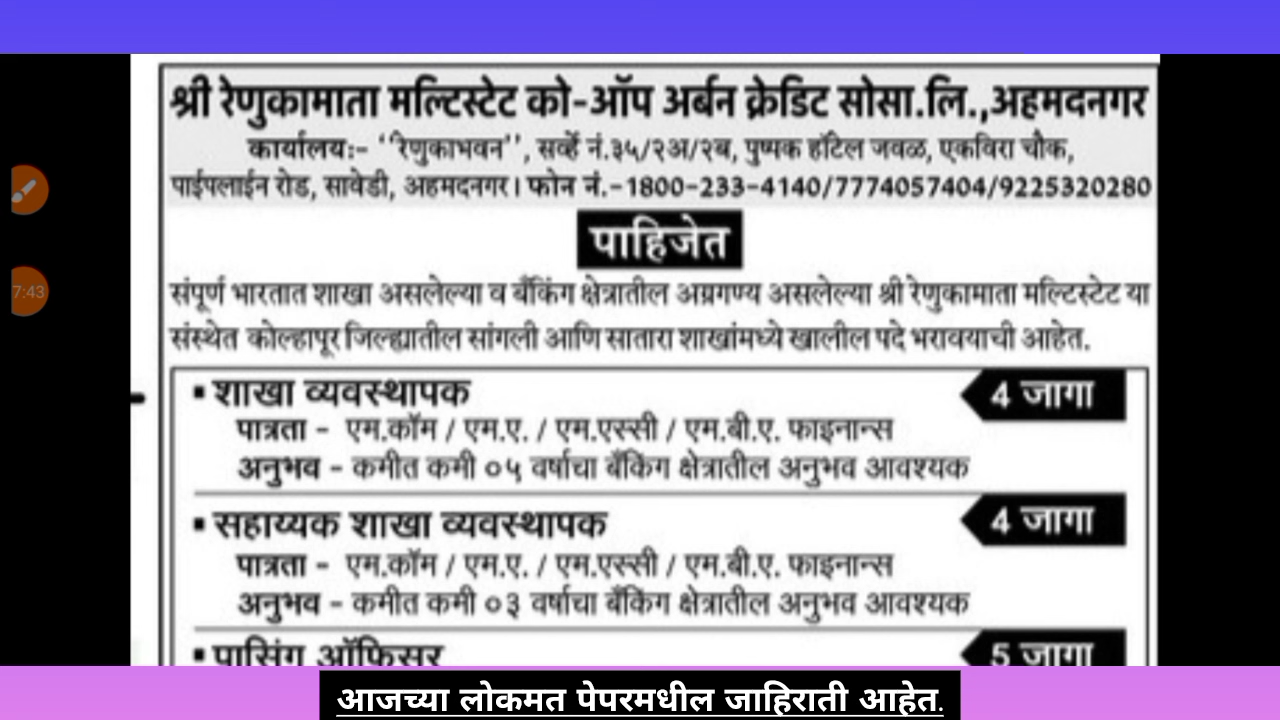 श्री रेणुकामाता मल्टिस्टेट को-ऑप अर्बन क्रेडिट सोसा.लि.,अहमदनगर
कार्यालयः- ‘‘रेणुकाभवन’’, सर्व्हे नं.३५/२अ/२ब, पुष्पक हॉटेल जवळ, एकविरा चौक,
पाईपलाईन रोड, सावेडी, अहमदनगर। फोन नं.-1800-233-4140/7774057404/9225320280
पाहिजेत
संपूर्ण भारतात शाखा असलेल्या व बँकिंग क्षेत्रातील अग्रगण्य असलेल्या श्री रेणुकामाता मल्टिस्टेट या
संस्थेत कोल्हापूर जिल्ह्यातील सांगली आणि सातारा शाखांमध्ये खालील पदे भरावयाची आहेत.
▪ शाखा व्यवस्थापक 4 जागा
पात्रता - एम.कॉम / एम.ए. / एम.एस्सी / एम.बी.ए. फाइनान्स
अनुभव - कमीत कमी ०५ वर्षाचा बँकिंग क्षेत्रातील अनुभव आवश्यक
▪ सहाय्यक शाखा व्यवस्थापक 4 जागा
पात्रता - एम.कॉम / एम.ए. / एम.एस्सी / एम.बी.ए. फाइनान्स
अनुभव - कमीत कमी ०३ वर्षाचा बँकिंग क्षेत्रातील अनुभव आवश्यक
▪ पासिंग ऑफिसर 5 जागा
7:43
आजच्या लोकमत पेपरमधील जाहिराती आहेत.